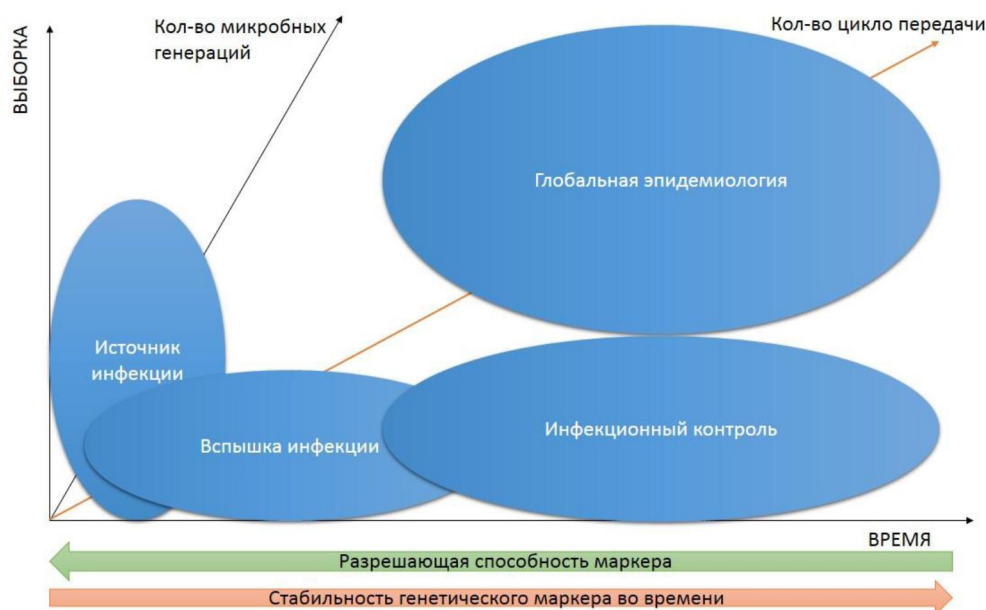 Кол-во микробных
генераций
Кол-во цикло передачи
ВЫБОРКА
Глобальная эпидемиология
Источник
инфекции
Вспышка инфекции
Инфекционный контроль
ВРЕМЯ
Разрешающая способность маркера
Стабильность генетического маркера во времени